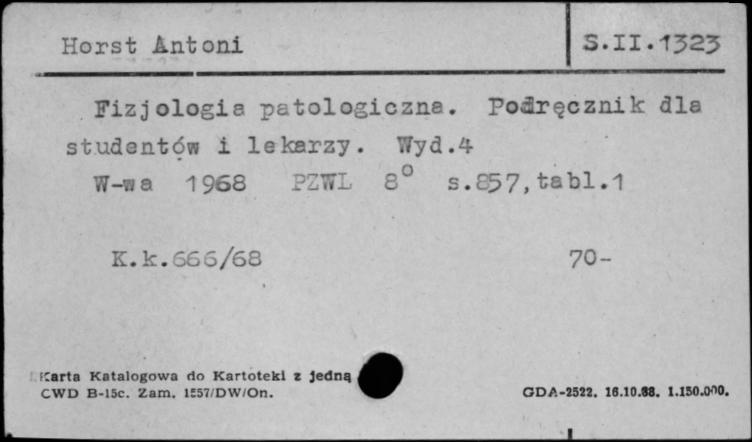 Horst Antoni
S.II.1323
Fizjologia patologiczna. Podręcznik dla
studentów i lekarzy. Wyd.4
W-wa 1968 PZWL 8° s.857,tabl.1
K.k.666/68 70-
Karta Katalogowa do Kartoteki z jedną
CWD B-15c. Zam. 1557/DW/On.
GDA-2522. 16.10.68. 1.150.000.